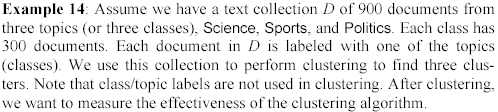 Example 14: Assume we have a text collection D of 900 documents from
three topics (or three classes), Science, Sports, and Politics. Each class has
300 documents. Each document in D is labeled with one of the topics
(classes). We use this collection to perform clustering to find three clus-
ters. Note that class/topic labels are not used in clustering. After clustering,
we want to measure the effectiveness of the clustering algorithm.